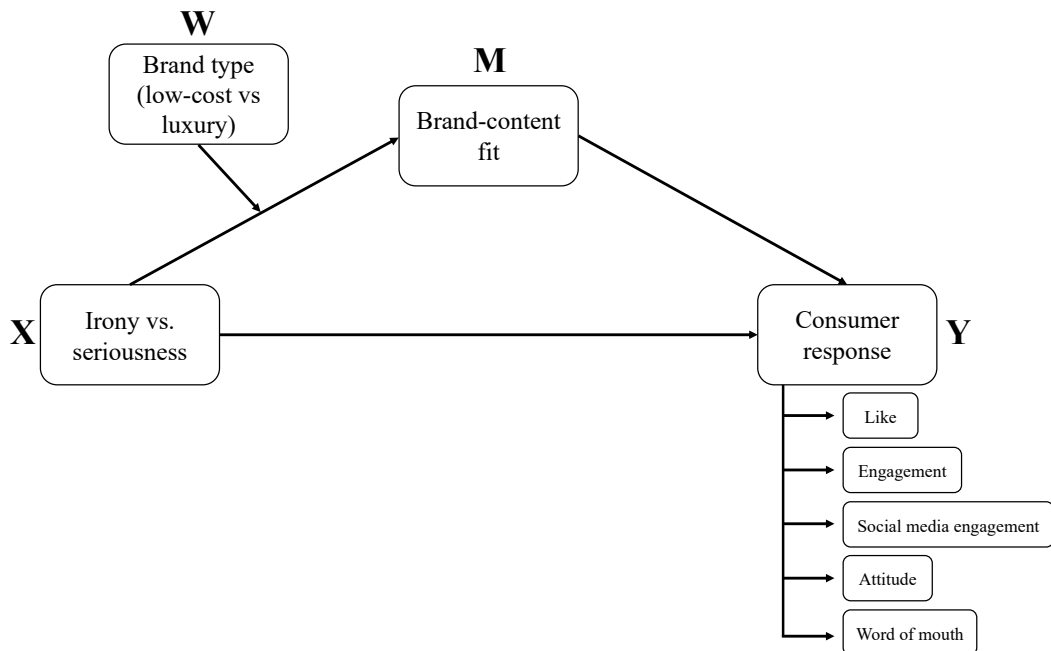 W
Brand type
(low-cost vs
luxury)
M
Brand-content
fit
X
Irony vs.
seriousness
Consumer
response
Y
Like
Engagement
Social media engagement
Attitude
Word of mouth